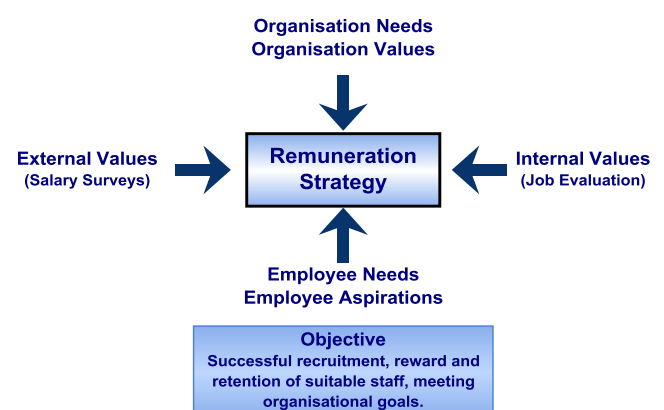 Organisation Needs
Organisation Values
External Values
(Salary Surveys)
Remuneration
Strategy
Internal Values
(Job Evaluation)
Employee Needs
Employee Aspirations
Objective
Successful recruitment, reward and
retention of suitable staff, meeting
organisational goals.